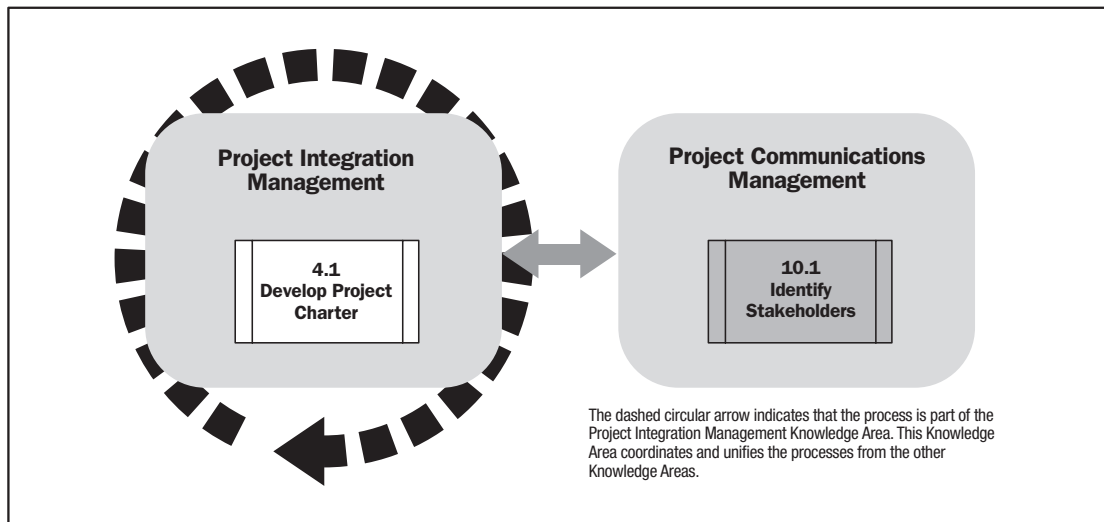 Project Integration
Management
4.1
Develop Project
Charter
Project Communications
Management
10.1
Identify
Stakeholders
The dashed circular arrow indicates that the process is part of the
Project Integration Management Knowledge Area. This Knowledge
Area coordinates and unifies the processes from the other
Knowledge Areas.